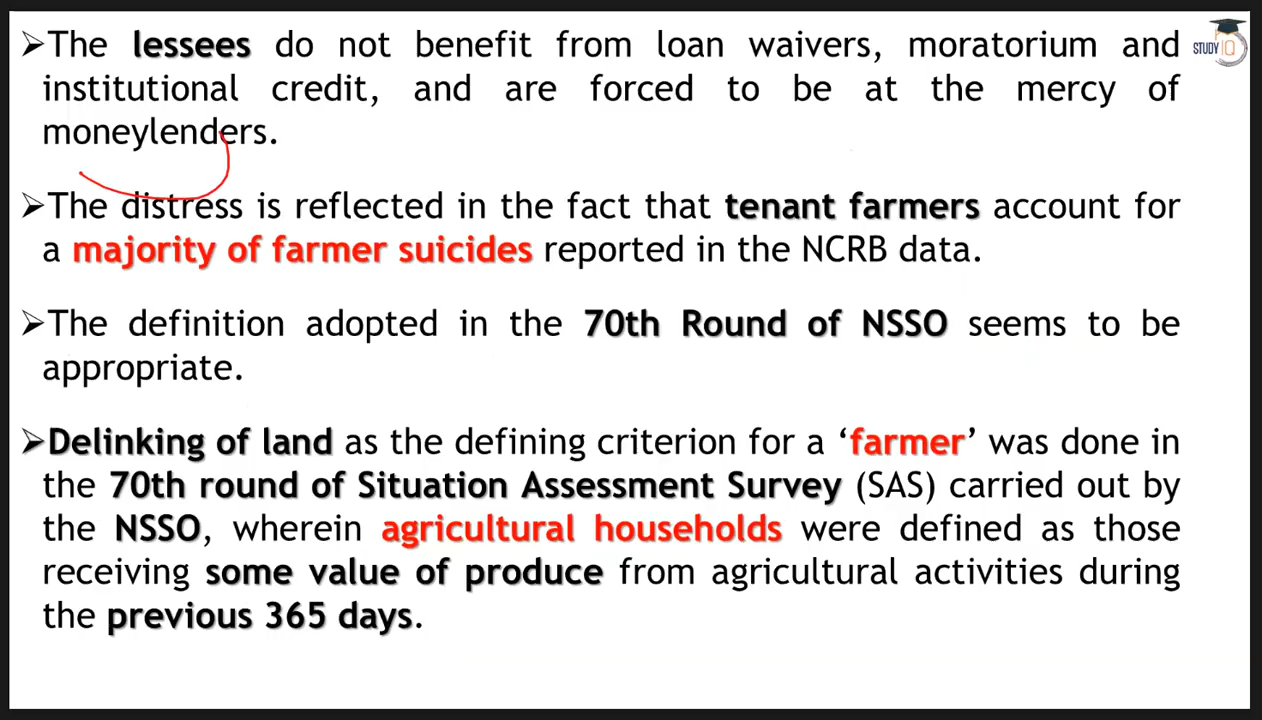 ➢The lessees do not benefit from loan waivers, moratorium and
institutional credit, and are forced to be at the mercy of
moneylenders.
➢The distress is reflected in the fact that tenant farmers account for
a majority of farmer suicides reported in the NCRB data.
➢The definition adopted in the 70th Round of NSSO seems to be
appropriate.
➢Delinking of land as the defining criterion for a ‘farmer’ was done in
the 70th round of Situation Assessment Survey (SAS) carried out by
the NSSO, wherein agricultural households were defined as those
receiving some value of produce from agricultural activities during
the previous 365 days.
STUDY IQ